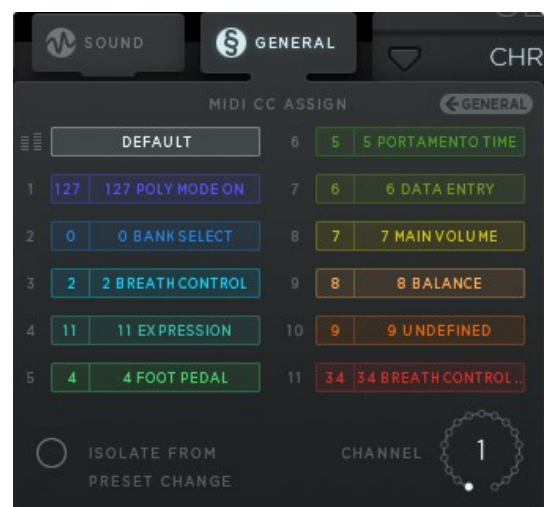 SOUND
GENERAL
CHR
MIDI CC ASSIGN
GENERAL
DEFAULT
1 127 127 POLY MODE ON
2 0 0 BANK SELECT
3 2 2 BREATH CONTROL
4 11 11 EXPRESSION
5 4 4 FOOT PEDAL
6 5 5 PORTAMENTO TIME
7 6 6 DATA ENTRY
8 7 7 MAIN VOLUME
9 8 8 BALANCE
10 9 9 UNDEFINED
11 34 34 BREATH CONTROL..
ISOLATE FROM
PRESET CHANGE
CHANNEL 1